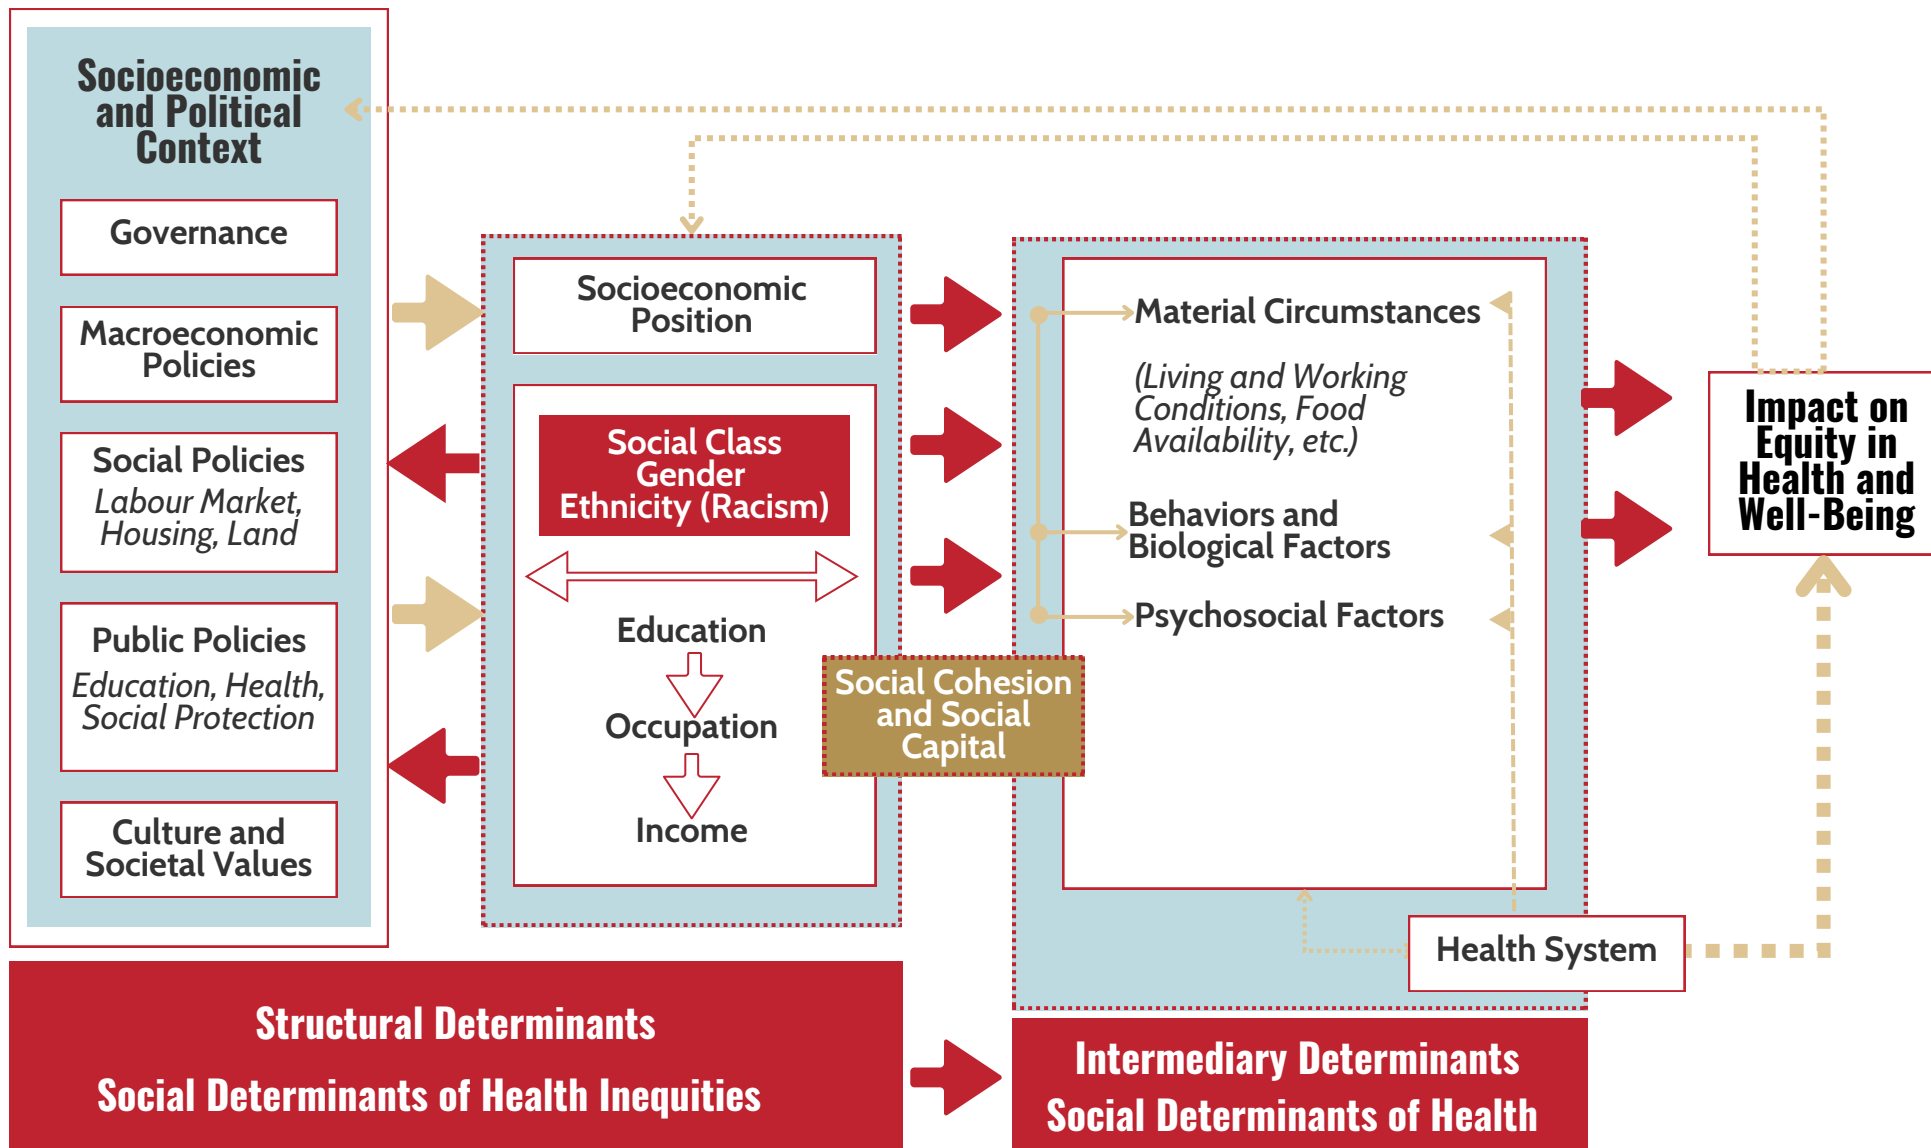 Socioeconomic
and Political
Context
Governance
Macroeconomic
Policies
Social Policies
Labour Market,
Housing, Land
Public Policies
Education, Health,
Social Protection
Culture and
Societal Values
Socioeconomic
Position
Social Class
Gender
Ethnicity (Racism)
Education
Occupation
Income
Social Cohesion
and Social
Capital
Material Circumstances
(Living and Working
Conditions, Food
Availability, etc.)
Behaviors and
Biological Factors
Psychosocial Factors
Health System
Impact on
Equity in
Health and
Well-Being
Structural Determinants
Social Determinants of Health Inequities
Intermediary Determinants
Social Determinants of Health